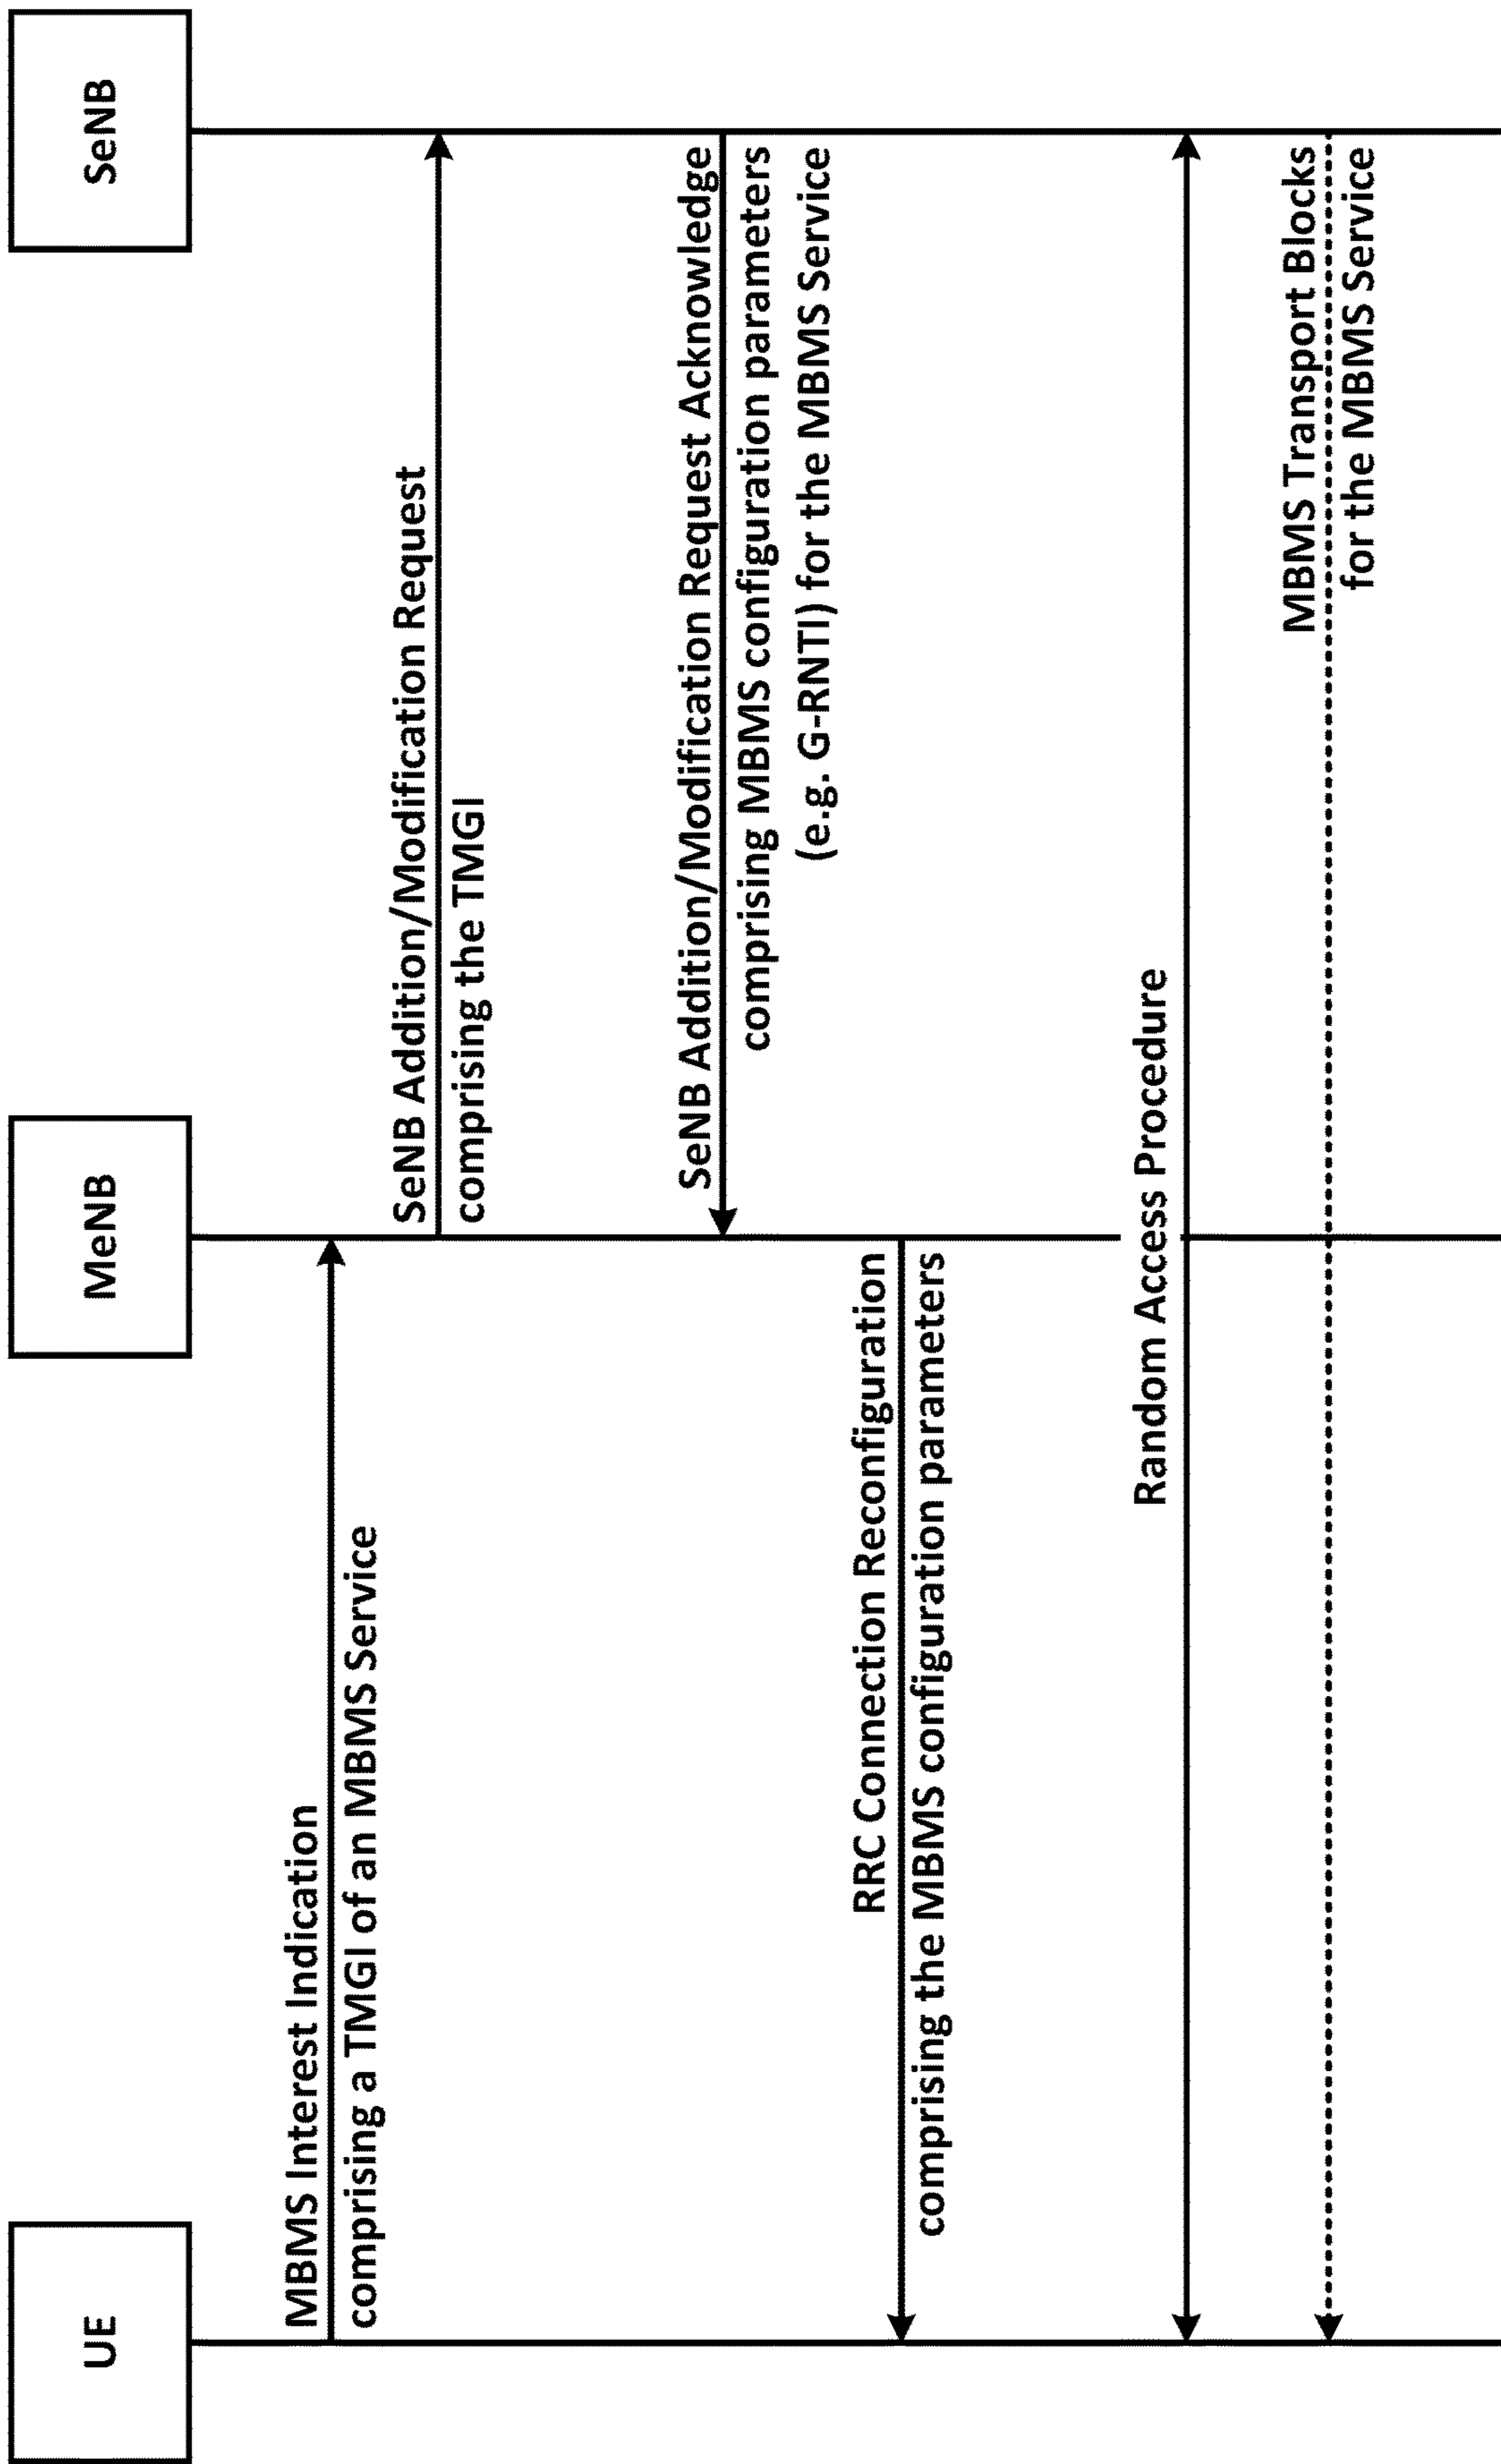 UE
MeNB
SeNB
MBMS Interest Indication
comprising a TMGI of an MBMS Service
SeNB Addition/Modification Request
comprising the TMGI
SeNB Addition/Modification Request Acknowledge
comprising MBMS configuration parameters
(e.g. G-RNTI) for the MBMS Service
RRC Connection Reconfiguration
comprising the MBMS configuration parameters
Random Access Procedure
MBMS Transport Blocks
for the MBMS Service